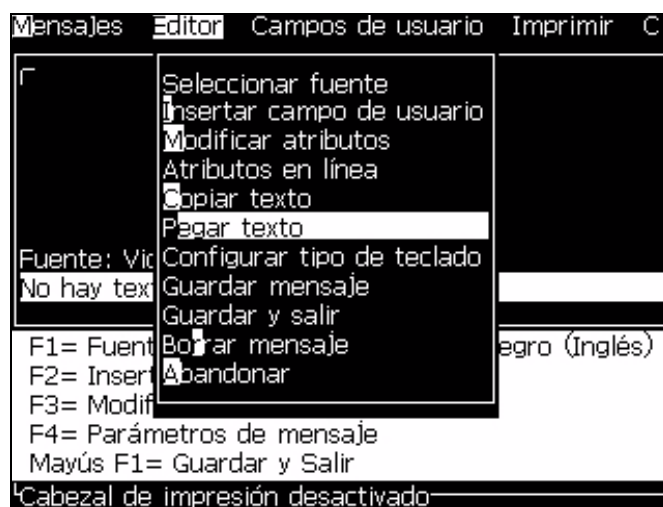 Mensajes Editor Campos de usuario Imprimir C
Seleccionar fuente
Insertar campo de usuario
Modificar atributos
Atributos en línea
Copiar texto
Pegar texto
Fuente: Vid Configurar tipo de teclado
No hay tex Guardar mensaje
Guardar y salir
F1= Fuent Borrar mensaje egro (Inglés)
F2= Insert Abandonar
F3= Modif
F4= Parámetros de mensaje
Mayús F1= Guardar y Salir
Cabezal de impresión desactivado